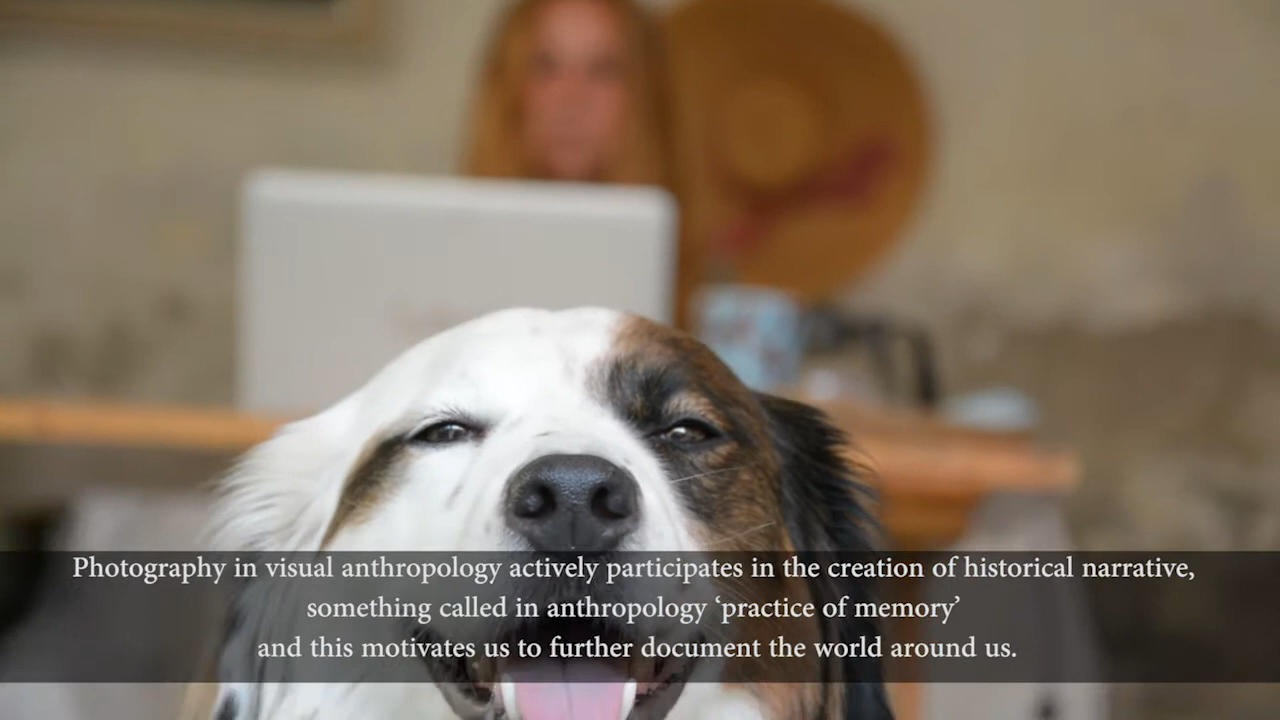 Photography in visual anthropology actively participates in the creation of historical narrative,
something called in anthropology ‘practice of memory’
and this motivates us to further document the world around us.